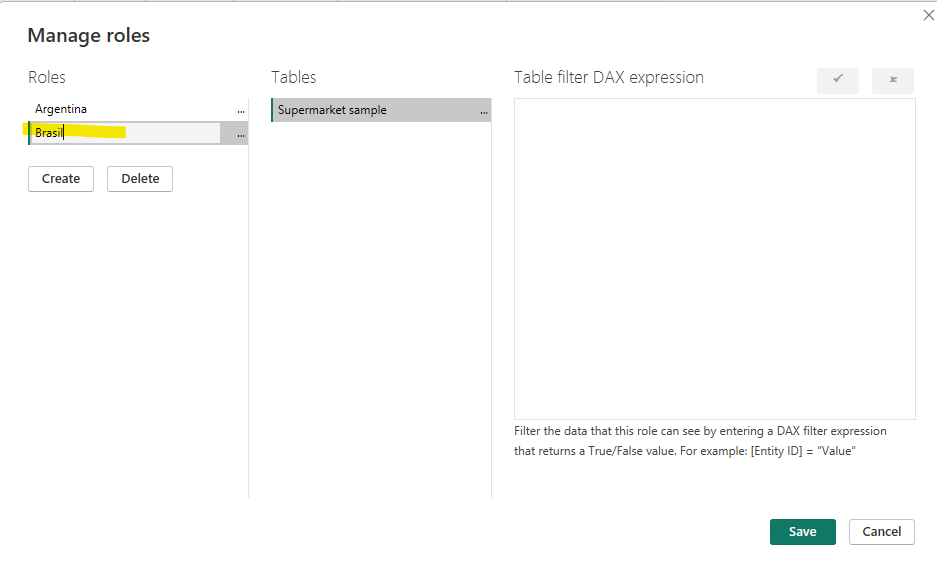 Manage roles
Roles
Tables
Table filter DAX expression
Argentina
...
Brasil
...
Supermarket sample
...
Create
Delete
Filter the data that this role can see by entering a DAX filter expression
that returns a True/False value. For example: [Entity ID] = “Value”
Save
Cancel